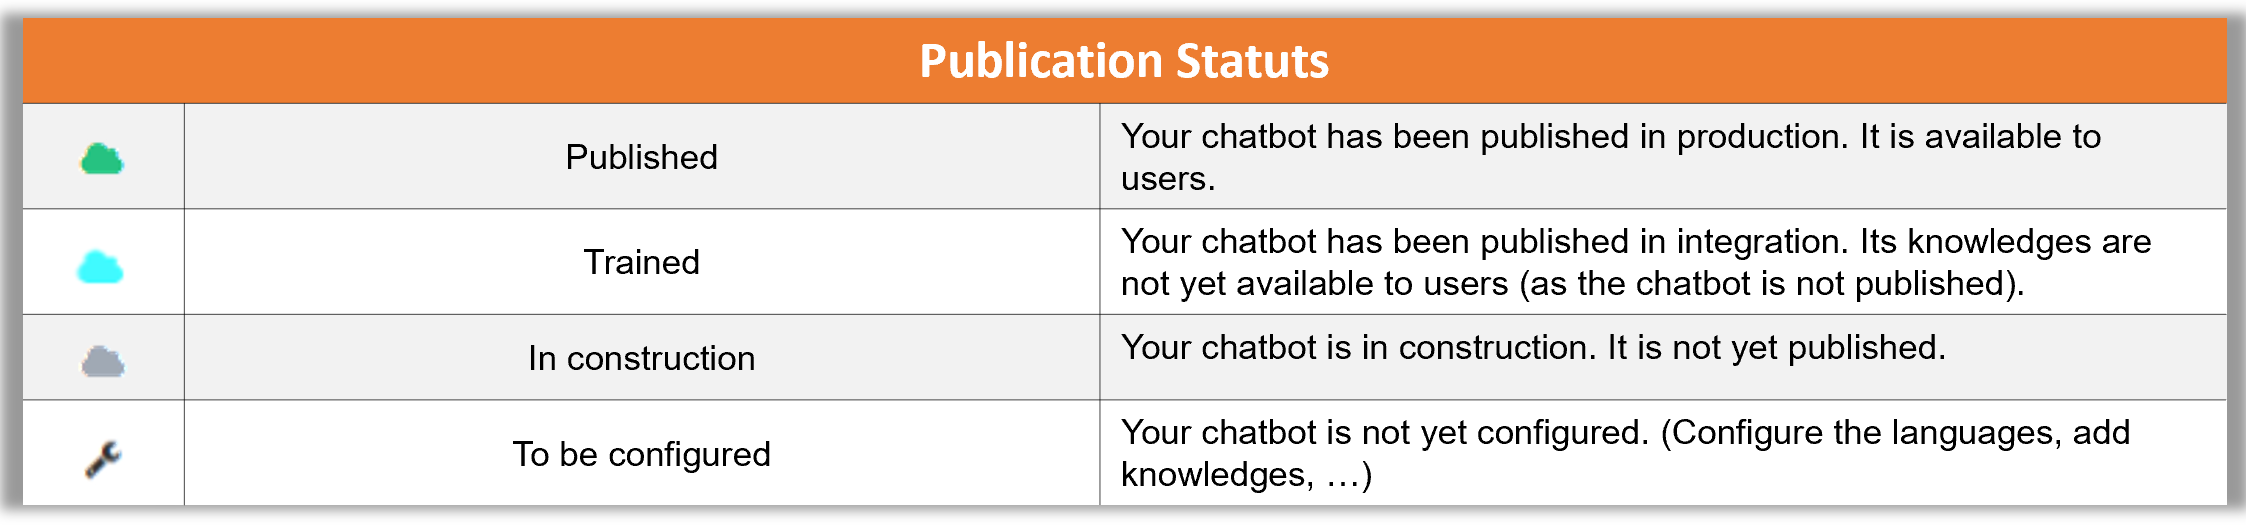 Publication Statuts
Published
Your chatbot has been published in production. It is available to
users.
Trained
Your chatbot has been published in integration. Its knowledges are
not yet available to users (as the chatbot is not published).
In construction
Your chatbot is in construction. It is not yet published.
To be configured
Your chatbot is not yet configured. (Configure the languages, add
knowledges, …)